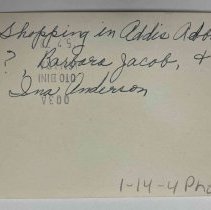 Shopping in Addis Ab
?, Barbara Jacob, &
Ina Anderson
1-14-4 Pho